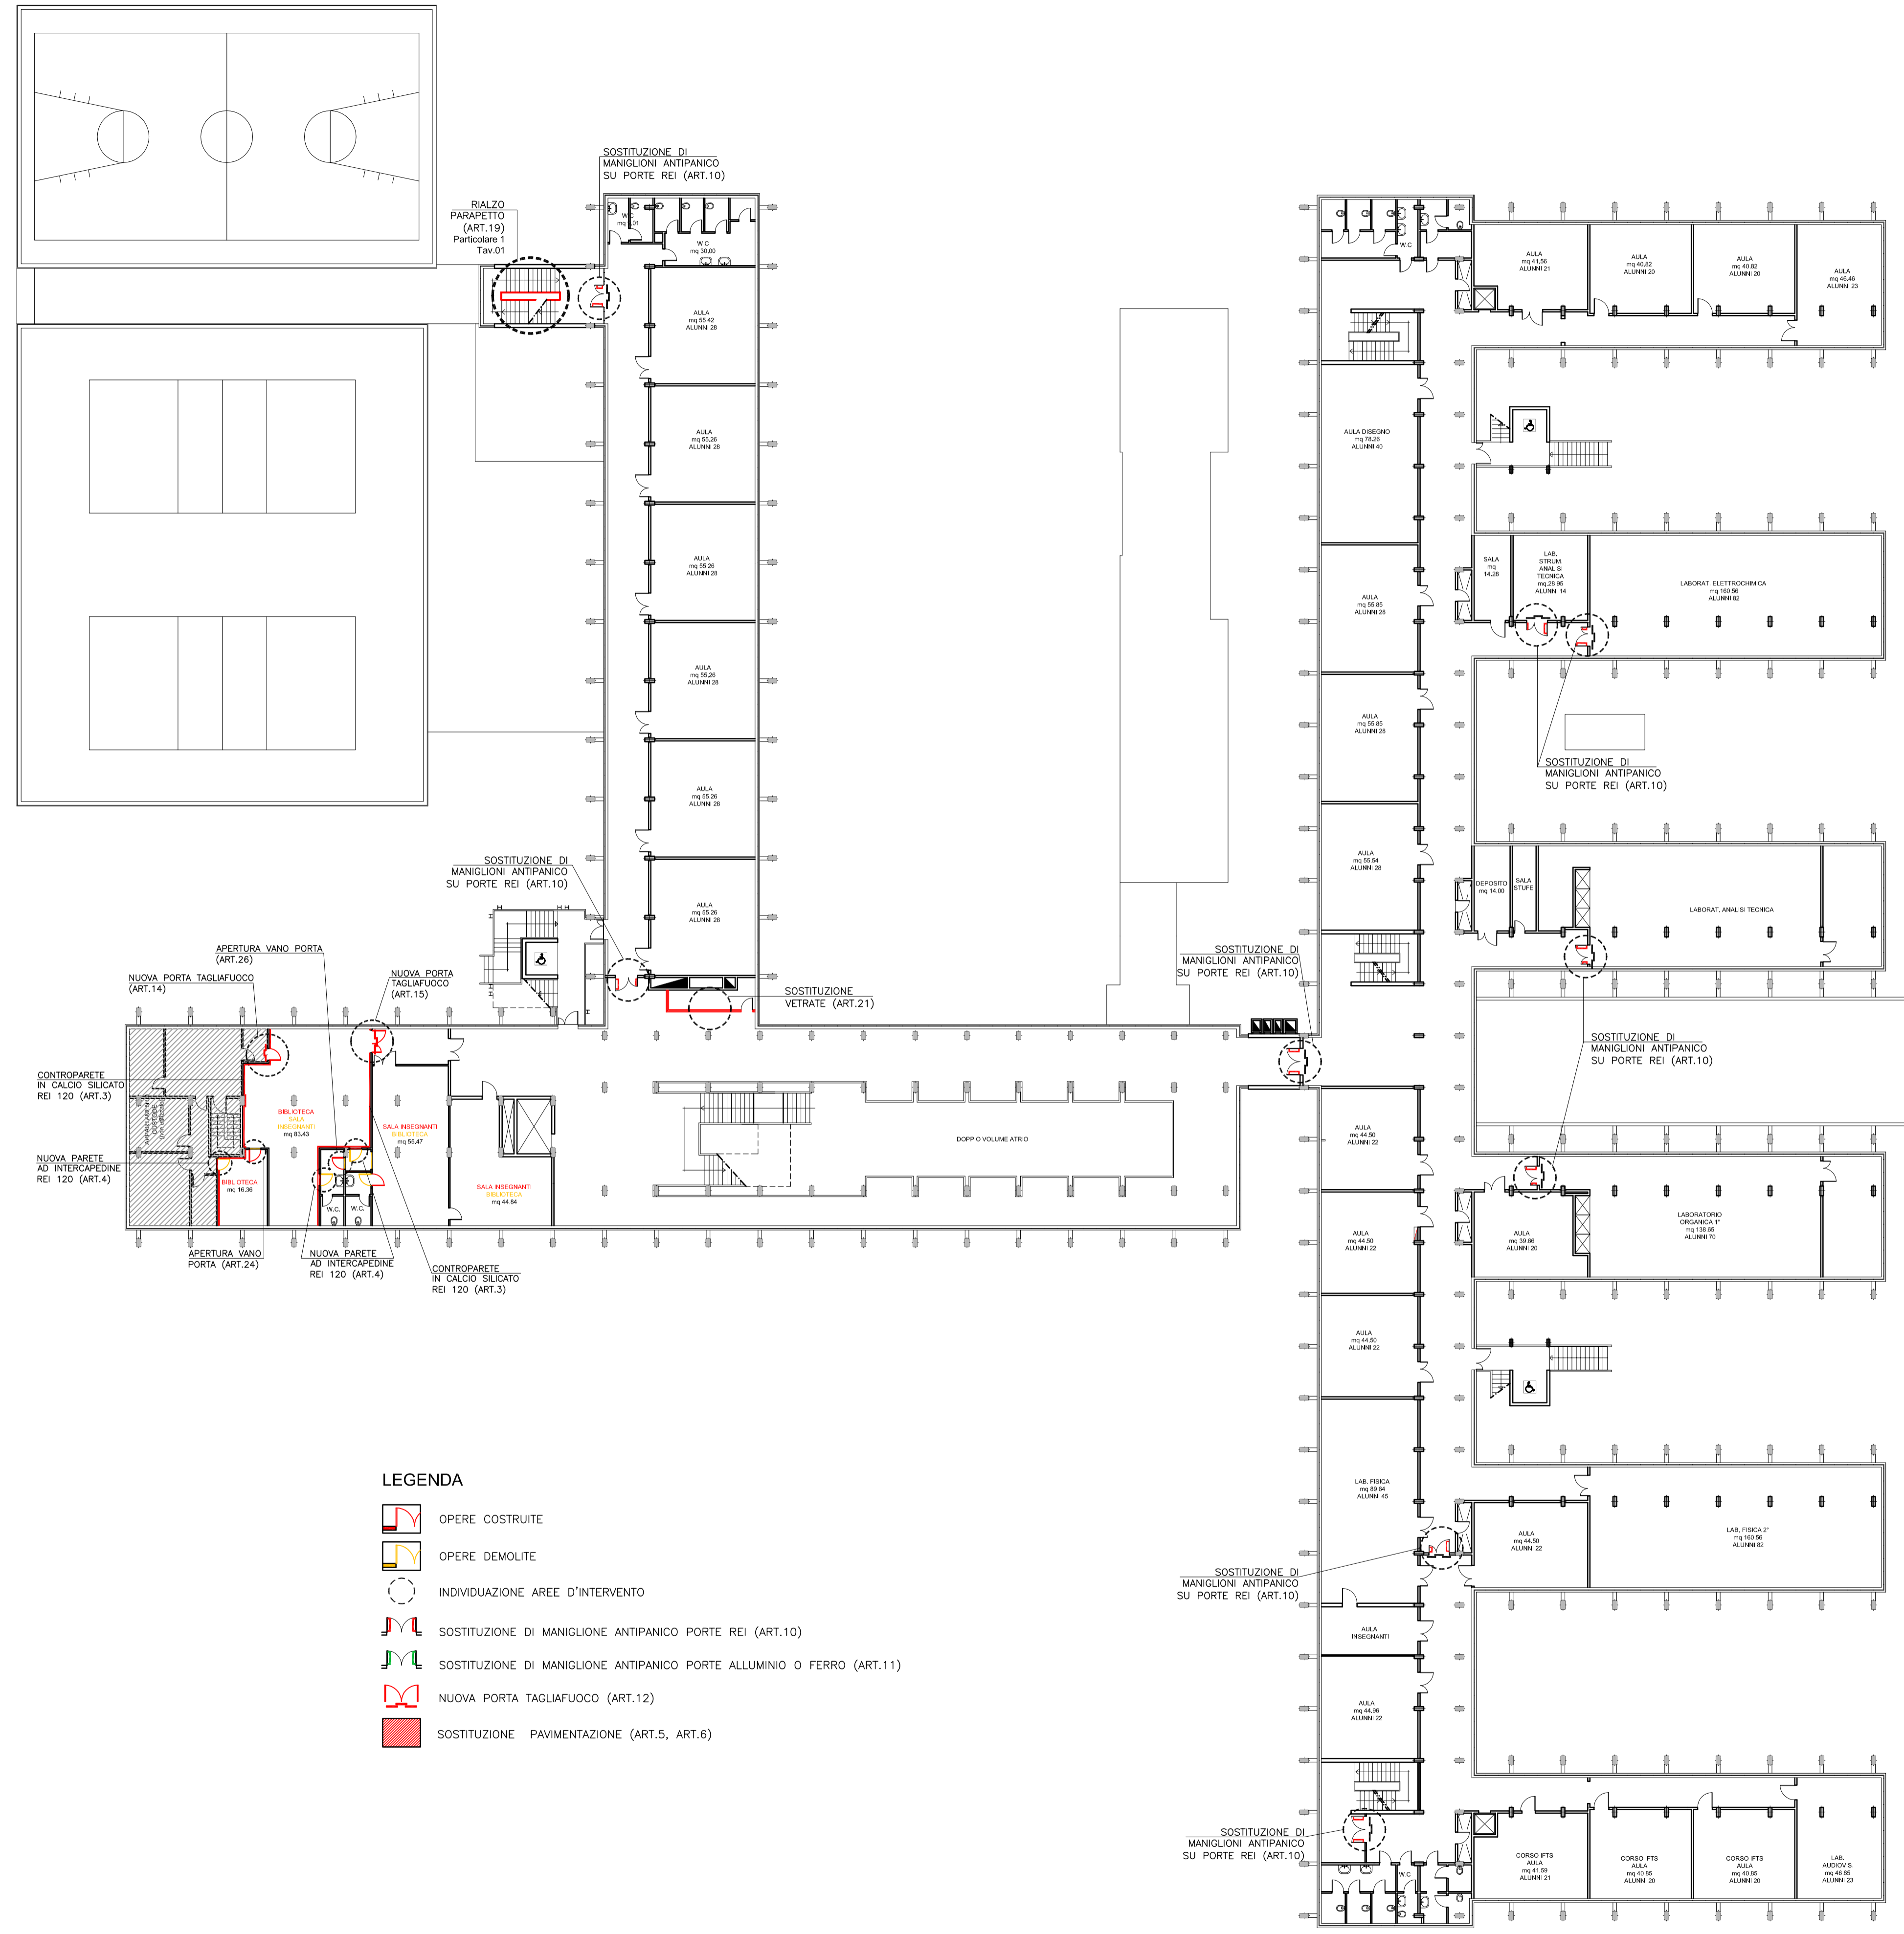 SOSTITUZIONE DI
MANIGLIONI ANTIPANICO
SU PORTE REI (ART.10)
RIALZO
PARAPETTO
(ART.19)
Particolare 1
Tav.01
W.C
W.C
mq 30,00
AULA
mq 55.42
ALUNNI 28
AULA
mq 55.26
ALUNNI 28
AULA
mq 55,26
ALUNNI 28
AULA
mq 55,26
ALUNNI 28
AULA
mq 55.26
ALUNNI 28
AULA
mq 55.26
ALUNNI 28
SOSTITUZIONE DI
MANIGLIONI ANTIPANICO
SU PORTE REI (ART.10)
SOSTITUZIONE
VETRATE (ART.21)
APERTURA VANO PORTA
(ART.26)
NUOVA PORTA TAGLIAFUOCO
(ART.14)
NUOVA PORTA
TAGLIAFUOCO
(ART.15)
CONTROPARETE
IN CALCIO SILICATO
REI 120 (ART.3)
NUOVA PARETE
AD INTERCAPEDINE
REI 120 (ART.4)
APPARTAMENTO
CUSTODE
BIBLIOTECA
SALA
INSEGNANTI
mq 83.43
SALA INSEGNANTI
BIBLIOTECA
mq 55,47
BIBLIOTECA
mq 16.36
W.C.
W.C.
SALA INSEGNANTI
BIBLIOTECA
mq 44.84
APERTURA VANO
PORTA (ART.24)
NUOVA PARETE
AD INTERCAPEDINE
REI 120 (ART.4)
CONTROPARETE
IN CALCIO SILICATO
REI 120 (ART.3)
DOPPIO VOLUME ATRIO
SOSTITUZIONE DI
MANIGLIONI ANTIPANICO
SU PORTE REI (ART.10)
W.C
AULA
mq 41.56
ALUNNI 21
AULA
mq 40.82
ALUNNI 20
AULA
mq 40.82
ALUNNI 20
AULA
mq 46.46
ALUNNI 23
AULA DISEGNO
mq 78.26
ALUNNI 40
AULA
mq 55,85
ALUNNI 28
AULA
mq 55.85
ALUNNI 28
AULA
mq 55,54
ALUNNI 28
SALA
mq
14.28
LAB.
STRUM.
ANALISI
TECNICA
mq.28.95
ALUNNI 14
LABORAT. ELETTROCHIMICA
mq 160.56
ALUNNI 82
SOSTITUZIONE DI
MANIGLIONI ANTIPANICO
SU PORTE REI (ART.10)
DEPOSITO
mq 14.00
SALA
STUFE
LABORAT. ANALISI TECNICA
SOSTITUZIONE DI
MANIGLIONI ANTIPANICO
SU PORTE REI (ART.10)
AULA
mq 44,50
ALUNNI 22
AULA
mq 44.50
ALUNNI 22
AULA
mq 44.50
ALUNNI 22
AULA
mq 39.66
ALUNNI 20
LABORATORIO
ORGANICA 1°
mq 138.65
ALUNNI 70
LAB. FISICA
mq 89.64
ALUNNI 45
AULA
mq 44.50
ALUNNI 22
LAB. FISICA 2°
mq 160.56
ALUNNI 82
SOSTITUZIONE DI
MANIGLIONI ANTIPANICO
SU PORTE REI (ART.10)
AULA
INSEGNANTI
AULA
mq 44,96
ALUNNI 22
SOSTITUZIONE DI
MANIGLIONI ANTIPANICO
SU PORTE REI (ART.10)
W.C
CORSO IFTS
AULA
mq 41.59
ALUNNI 21
CORSO IFTS
AULA
mq 40.85
ALUNNI 20
CORSO IFTS
AULA
mq 40.85
ALUNNI 20
LAB.
AUDIOVIS.
mq 46.85
ALUNNI 23
LEGENDA
OPERE COSTRUITE
OPERE DEMOLITE
INDIVIDUAZIONE AREE D'INTERVENTO
SOSTITUZIONE DI MANIGLIONE ANTIPANICO PORTE REI (ART.10)
SOSTITUZIONE DI MANIGLIONE ANTIPANICO PORTE ALLUMINIO O FERRO (ART.11)
NUOVA PORTA TAGLIAFUOCO (ART.12)
SOSTITUZIONE PAVIMENTAZIONE (ART.5, ART.6)